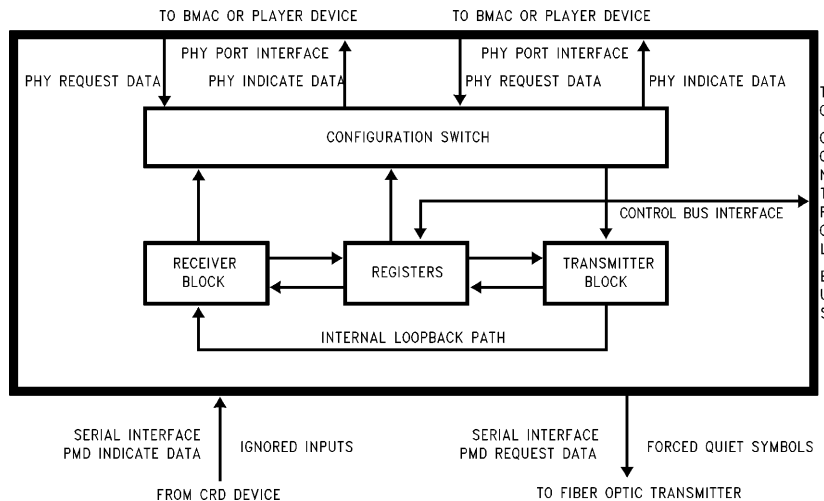 TO BMAC OR PLAYER DEVICE
TO BMAC OR PLAYER DEVICE
PHY PORT INTERFACE
PHY PORT INTERFACE
PHY REQUEST DATA
PHY INDICATE DATA
PHY REQUEST DATA
PHY INDICATE DATA
CONFIGURATION SWITCH
CONTROL BUS INTERFACE
RECEIVER
BLOCK
REGISTERS
TRANSMITTER
BLOCK
INTERNAL LOOPBACK PATH
SERIAL INTERFACE
PMD INDICATE DATA
IGNORED INPUTS
SERIAL INTERFACE
PMD REQUEST DATA
FORCED QUIET SYMBOLS
FROM CRD DEVICE
TO FIBER OPTIC TRANSMITTER